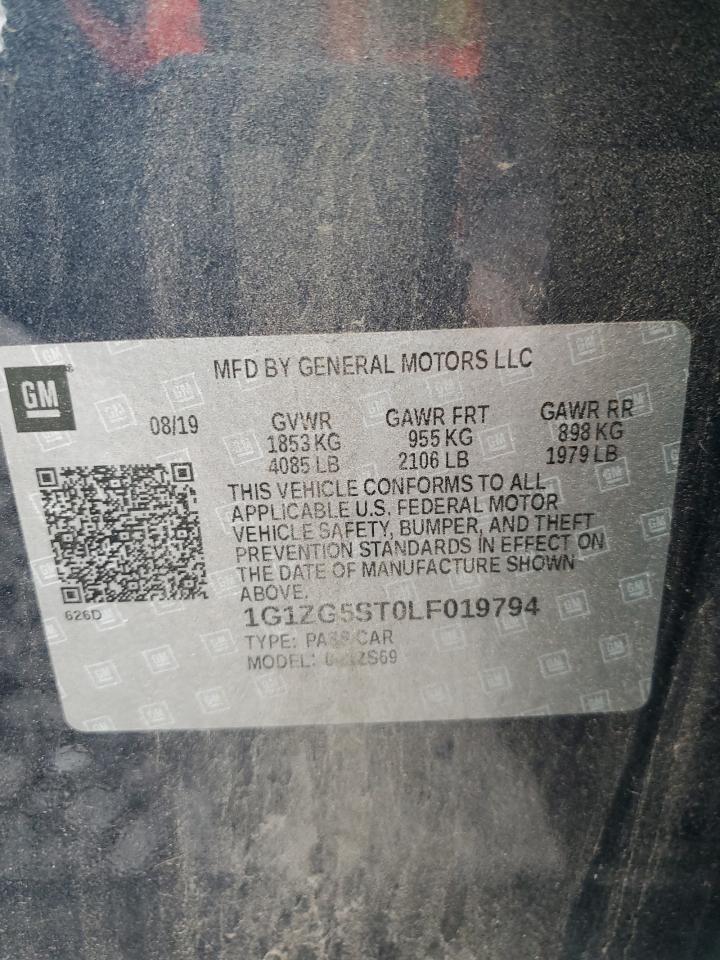 GM
MFD BY GENERAL MOTORS LLC
08/19
GVWR
1853 KG
4085 LB
GAWR FRT
955 KG
2106 LB
GAWR RR
898 KG
1979 LB
THIS VEHICLE CONFORMS TO ALL
APPLICABLE U.S. FEDERAL MOTOR
VEHICLE SAFETY, BUMPER, AND THEFT
PREVENTION STANDARDS IN EFFECT ON
THE DATE OF MANUFACTURE SHOWN
ABOVE.
626D
1G1ZG5ST0LF019794
TYPE: PASS CAR
MODEL: